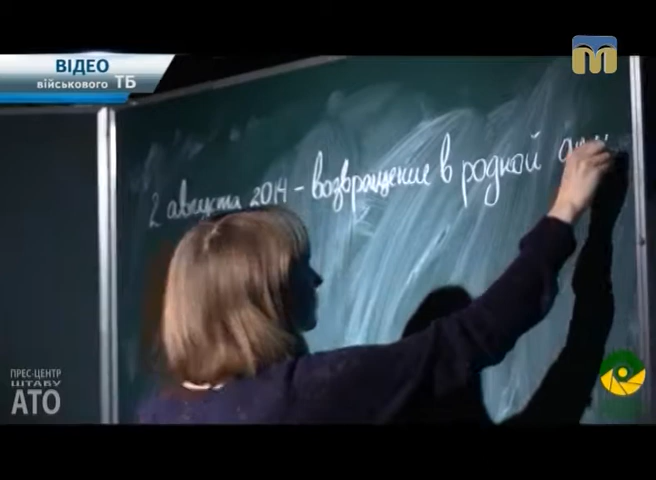 ВІДЕО
військового ТБ
М
2 августа 2014 - возвращение в родной
ПРЕС-ЦЕНТР
ШТАБУ
АТО